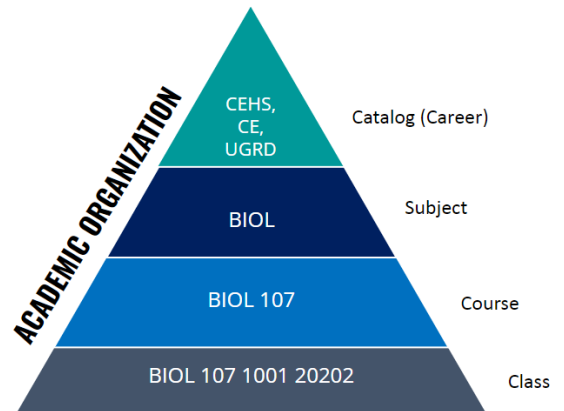 ACADEMIC ORGANIZATION
CEHS,
CE,
UGRD
Catalog (Career)
BIOL
Subject
BIOL 107
Course
BIOL 107 1001 20202
Class